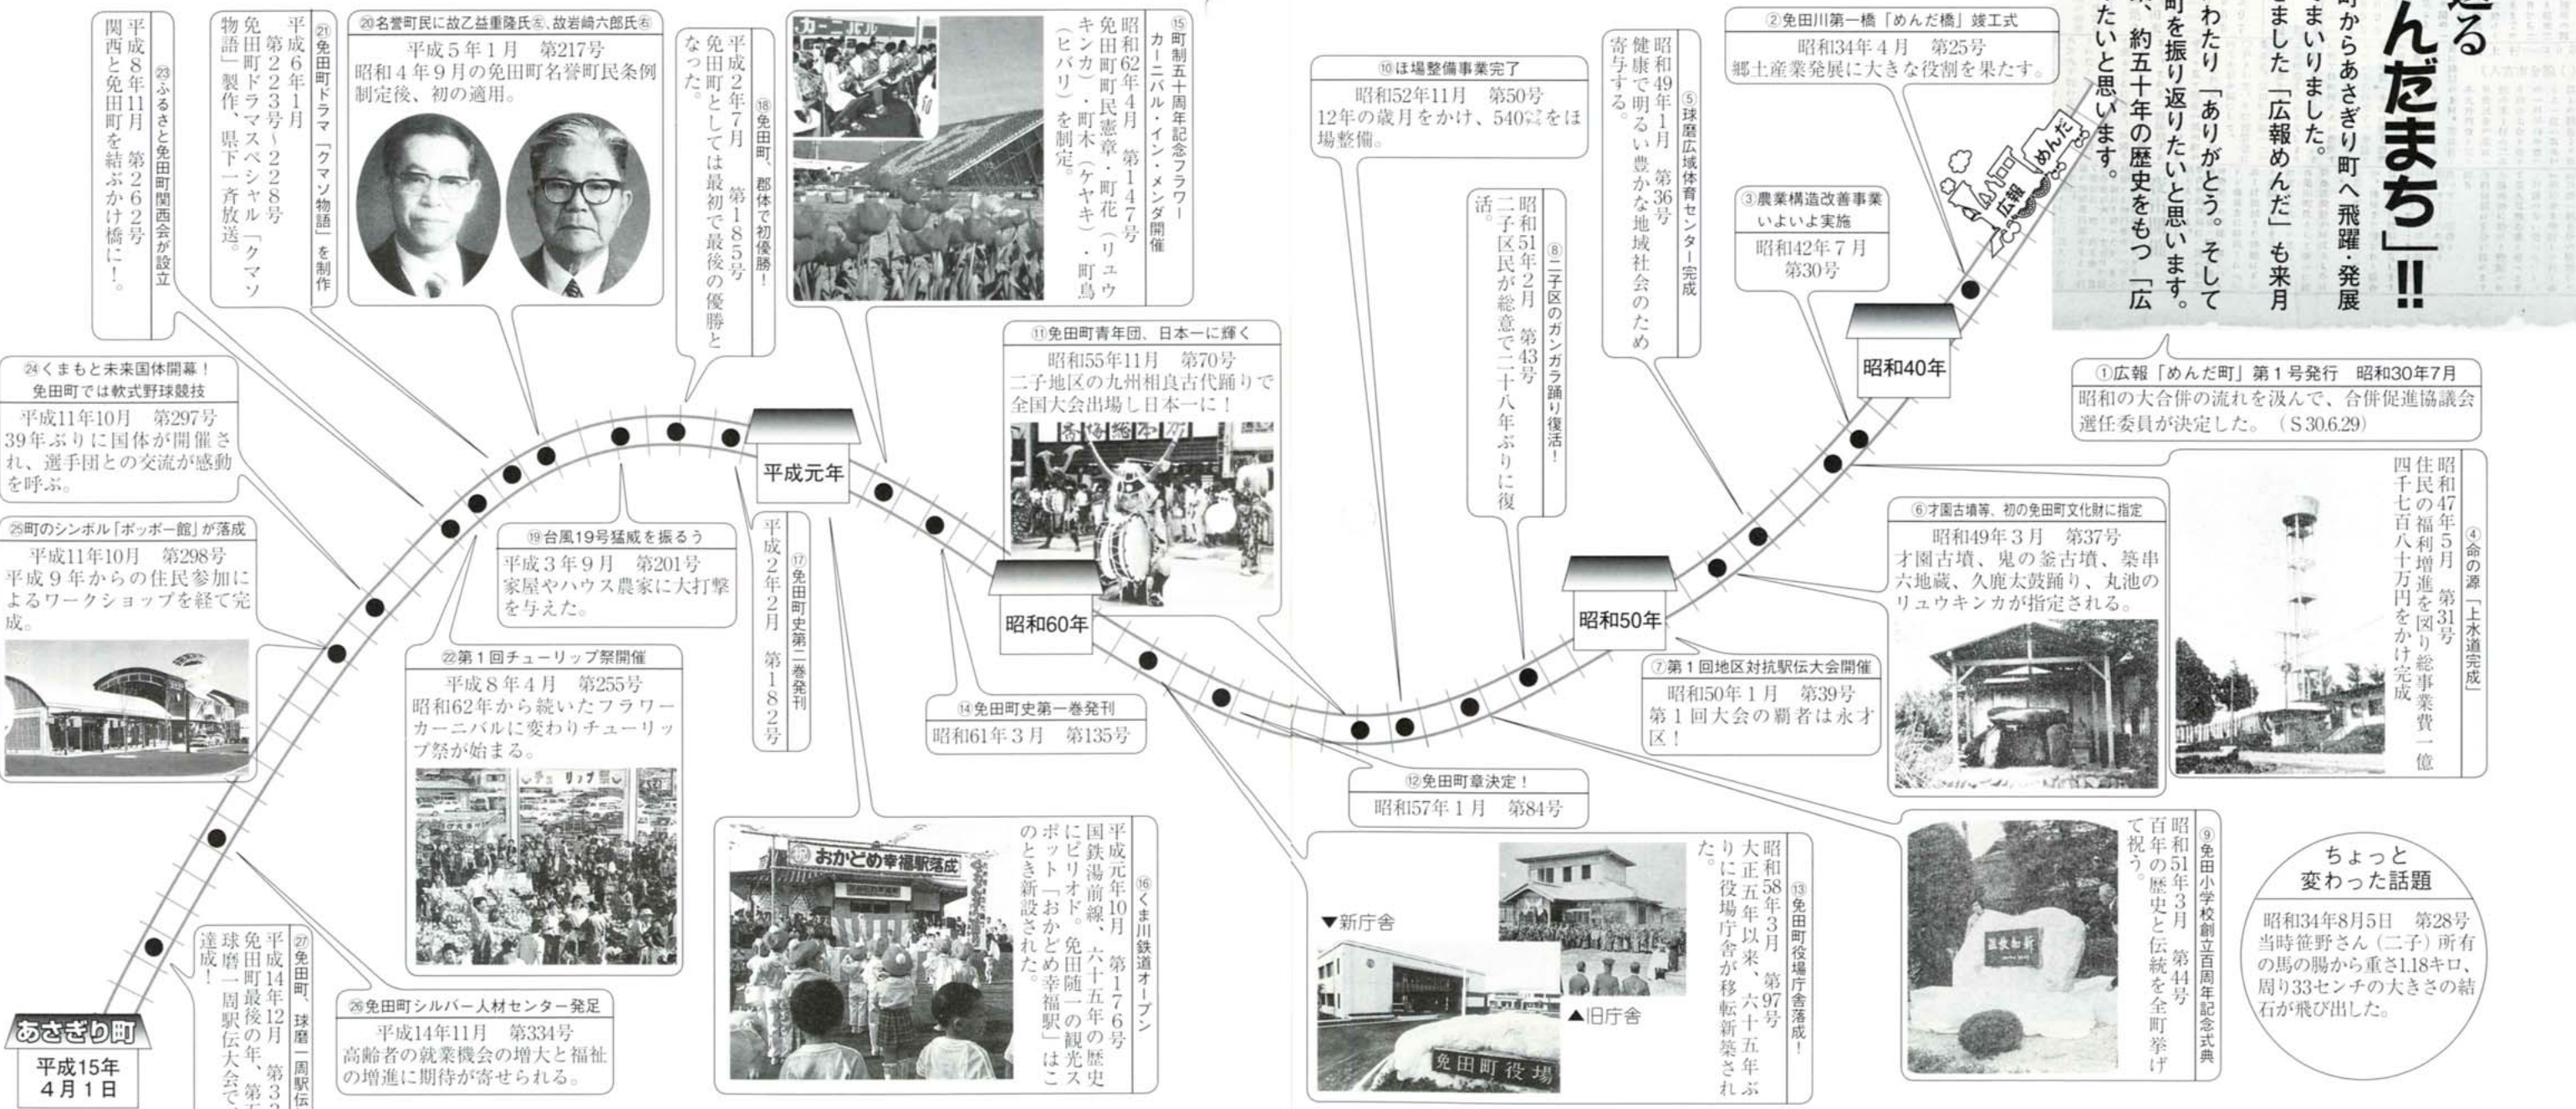 返る
んだまち」!!
町からあさぎり町へ飛躍・発展
まいりました。
きました「広報めんだ」も来月
わたり「ありがとう。そして
町を振り返りたいと思います。
、約五十年の歴史をもつ「広
たいと思います。
広報
めんだ
①広報「めんだ町」第1号発行 昭和30年7月
昭和の大合併の流れを汲んで、合併促進協議会
選任委員が決定した。（S30.6.29）
②免田川第一橋「めんだ橋」竣工式
昭和34年4月 第25号
郷土産業発展に大きな役割を果たす。
③農業構造改善事業
いよいよ実施
昭和42年7月
第30号
昭和40年
④命の源「上水道完成」
昭和47年5月 第31号
住民の福利増進を図り総事業費一億
四千七百八十万円をかけ完成
⑤球磨広域体育センター完成
昭和49年1月 第36号
健康で明るい豊かな地域社会のため
寄与する。
⑥才園古墳等、初の免田町文化財に指定
昭和49年3月 第37号
才園古墳、鬼の釜古墳、築串
六地蔵、久鹿太鼓踊り、丸池の
リュウキンカが指定される。
昭和50年
⑦第1回地区対抗駅伝大会開催
昭和50年1月 第39号
第1回大会の覇者は永才
区！
⑧二子区のガンガラ踊り復活！
昭和51年2月 第43号
二子区民が総意で二十八年ぶりに復
活。
⑨免田小学校創立百周年記念式典
昭和51年3月 第44号
百年の歴史と伝統を全町挙げ
て祝う。
ちょっと
変わった話題
昭和34年8月5日 第28号
当時笹野さん（二子）所有
の馬の腸から重さ1.18キロ、
周り33センチの大きさの結
石が飛び出した。
⑩ほ場整備事業完了
昭和52年11月 第50号
12年の歳月をかけ、540㌶をほ
場整備。
⑪免田町青年団、日本一に輝く
昭和55年11月 第70号
二子地区の九州相良古代踊りで
全国大会出場し日本一に！
⑫免田町章決定！
昭和57年1月 第84号
⑬免田町役場庁舎落成！
昭和58年3月 第97号
大正五年以来、六十五年ぶ
りに役場庁舎が移転新築され
た。
▼新庁舎
▲旧庁舎
免田町役場
昭和60年
⑭免田町史第一巻発刊
昭和61年3月 第135号
⑮町制五十周年記念フラワー
カーニバル・イン・メンダ開催
昭和62年4月 第147号
免田町町民憲章・町花（リュウ
キンカ）・町木（ケヤキ）・町鳥
（ヒバリ）を制定。
平成元年
⑯くま川鉄道オープン
平成元年10月 第176号
国鉄湯前線、六十五年の歴史
にピリオド。免田随一の観光ス
ポット「おかどめ幸福駅」はこ
のとき新設された。
祝 おかどめ幸福駅落成
⑰免田町史第二巻発刊
平成2年2月 第182号
⑱免田町、郡体で初優勝！
平成2年7月 第185号
免田町としては最初で最後の優勝と
なった。
⑲台風19号猛威を振るう
平成3年9月 第201号
家屋やハウス農家に大打撃
を与えた。
⑳名誉町民に故乙益重隆氏㊧、故岩﨑六郎氏㊨
平成5年1月 第217号
昭和4年9月の免田町名誉町民条例
制定後、初の適用。
㉑免田町ドラマ「クマソ物語」を制作
平成6年1月
第223号～228号
免田町ドラマスペシャル「クマソ
物語」製作、県下一斉放送。
㉒第1回チューリップ祭開催
平成8年4月 第255号
昭和62年から続いたフラワー
カーニバルに変わりチューリッ
プ祭が始まる。
㉓ふるさと免田町関西会が設立
平成8年11月 第262号
関西と免田町を結ぶかけ橋に！。
㉔くまもと未来国体開幕！
免田町では軟式野球競技
平成11年10月 第297号
39年ぶりに国体が開催さ
れ、選手団との交流が感動
を呼ぶ。
㉕町のシンボル「ポッポー館」が落成
平成11年10月 第298号
平成9年からの住民参加に
よるワークショップを経て完
成。
㉖免田町シルバー人材センター発足
平成14年11月 第334号
高齢者の就業機会の増大と福祉
の増進に期待が寄せられる。
㉗免田町、球磨一周駅伝
平成14年12月 第33
免田町最後の年、第五
球磨一周駅伝大会で
達成！
あさぎり町
平成15年
4月1日